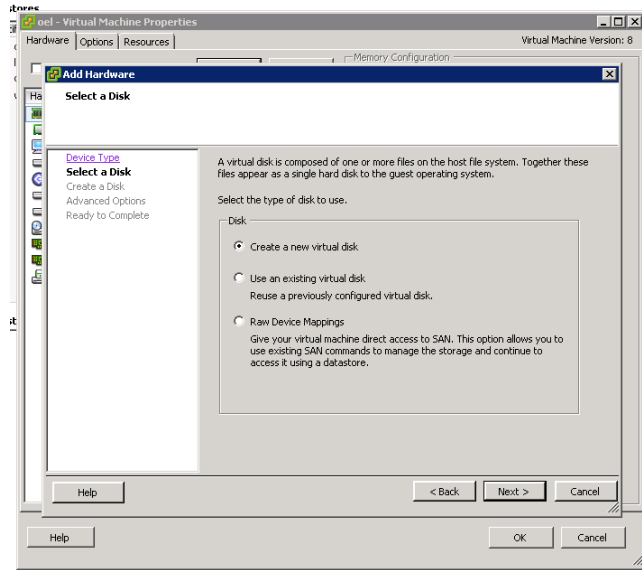 tores
oel - Virtual Machine Properties
Hardware Options Resources Virtual Machine Version: 8
Memory Configuration
Add Hardware
Ha
Select a Disk
Device Type
Select a Disk
Create a Disk
Advanced Options
Ready to Complete
A virtual disk is composed of one or more files on the host file system. Together these
files appear as a single hard disk to the guest operating system.
Select the type of disk to use.
Disk
Create a new virtual disk
Use an existing virtual disk
Reuse a previously configured virtual disk.
Raw Device Mappings
Give your virtual machine direct access to SAN. This option allows you to
use existing SAN commands to manage the storage and continue to
access it using a datastore.
Help < Back Next > Cancel
Help OK Cancel